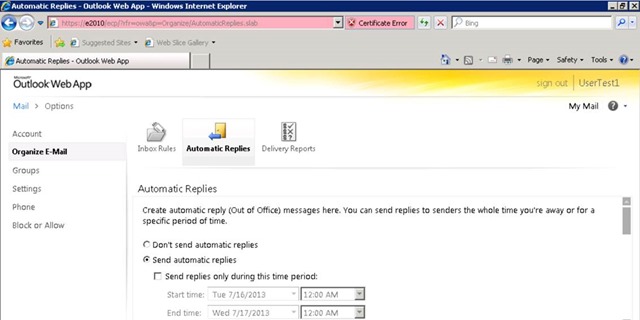 Automatic Replies - Outlook Web App - Windows Internet Explorer
https://e2010/ecp/?rfr=owa&p=Organize/AutomaticReplies.slab
Certificate Error
Bing
Favorites
Suggested Sites
Web Slice Gallery
Automatic Replies - Outlook Web App
Page
Safety
Tools
Microsoft
Outlook Web App
sign out
UserTest1
Mail > Options
My Mail
Account
Organize E-Mail
Groups
Settings
Phone
Block or Allow
Inbox Rules
Automatic Replies
Delivery Reports
Automatic Replies
Create automatic reply (Out of Office) messages here. You can send replies to senders the whole time you're away or for a
specific period of time.
Don't send automatic replies
Send automatic replies
Send replies only during this time period:
Start time: Tue 7/16/2013 12:00 AM
End time: Wed 7/17/2013 12:00 AM